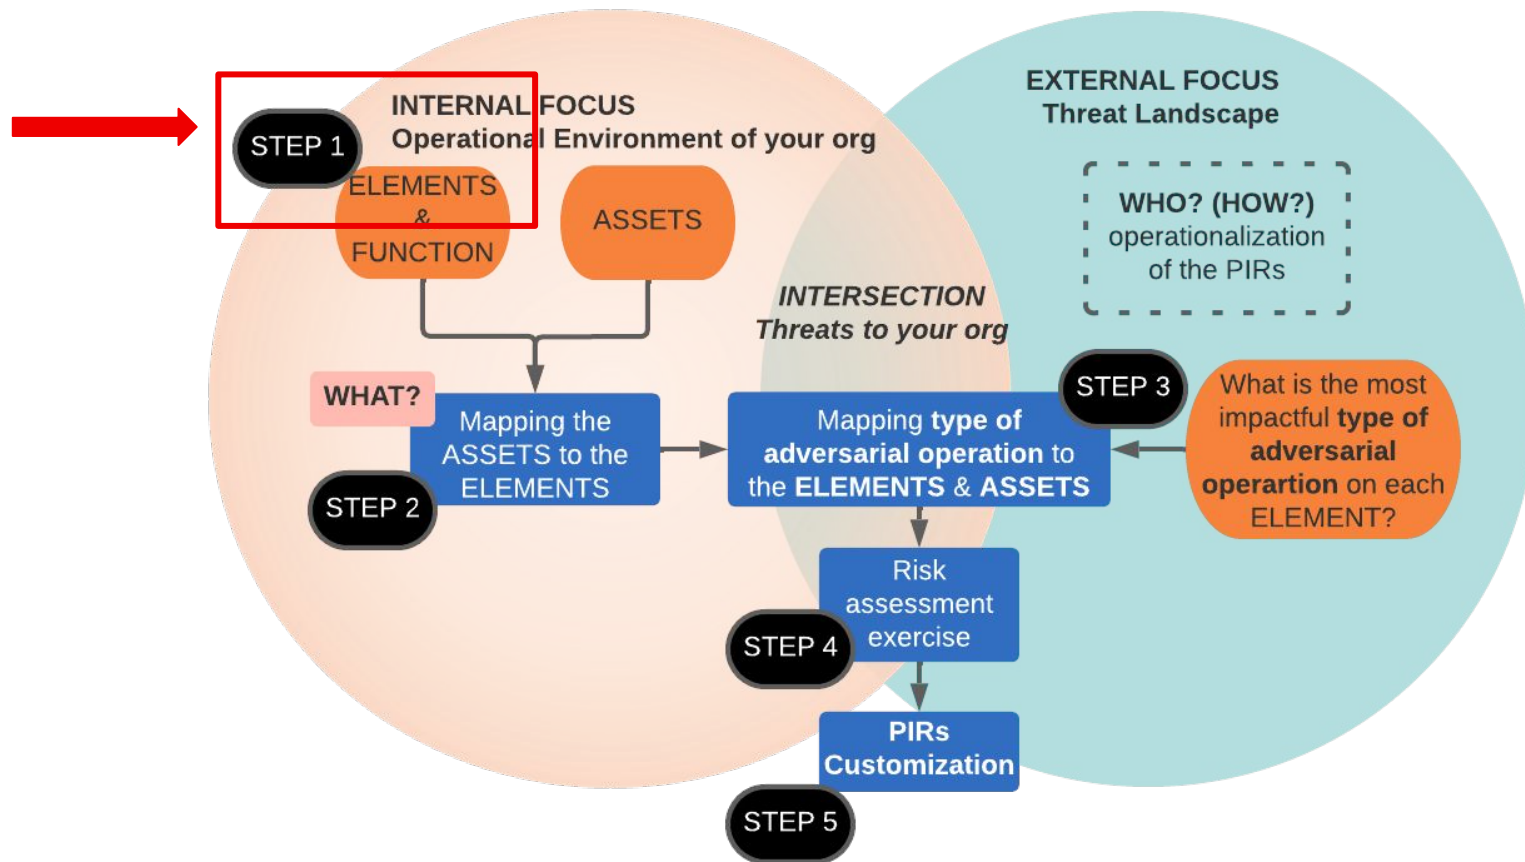 INTERNAL FOCUS
Operational Environment of your org
STEP 1
ELEMENTS
&
FUNCTION
ASSETS
EXTERNAL FOCUS
Threat Landscape
WHO? (HOW?)
operationalization
of the PIRs
INTERSECTION
Threats to your org
WHAT?
Mapping the
ASSETS to the
ELEMENTS
STEP 2
Mapping type of
adversarial operation to
the ELEMENTS & ASSETS
STEP 3
What is the most
impactful type of
adversarial
operartion on each
ELEMENT?
Risk
assessment
exercise
STEP 4
PIRs
Customization
STEP 5